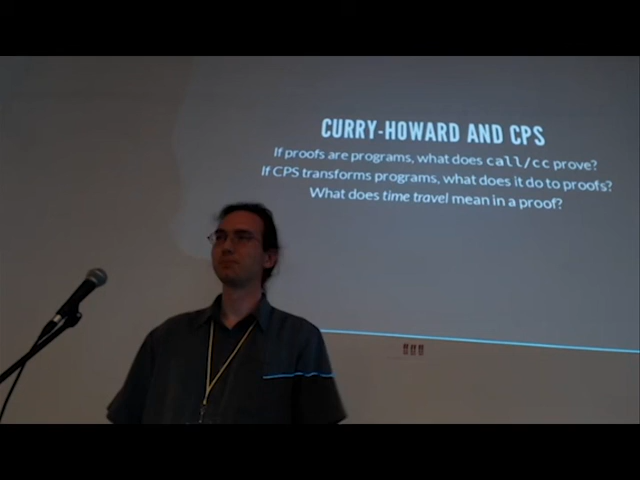 CURRY-HOWARD AND CPS
If proofs are programs, what does call/cc prove?
If CPS transforms programs, what does it do to proofs?
What does time travel mean in a proof?